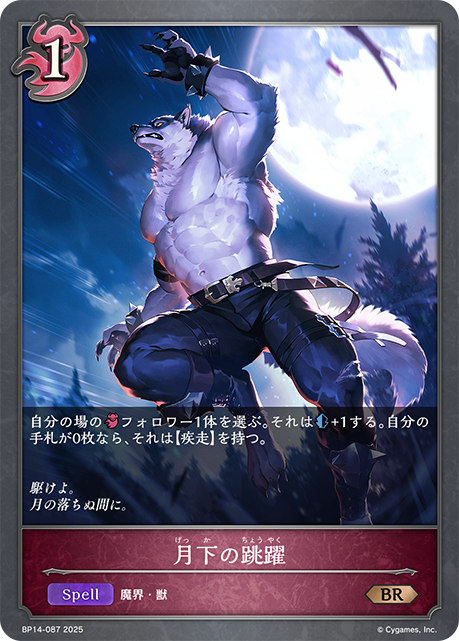 1
自分の場のフォロワー1体を選ぶ。それは+1する。自分の
手札が0枚なら、それは【疾走】を持つ。
駆けよ。
月の落ちぬ間に。
げっか ちょうやく
月下の跳躍
Spell 魔界・獣 BR
BP14-087 2025 © Cygames, Inc.